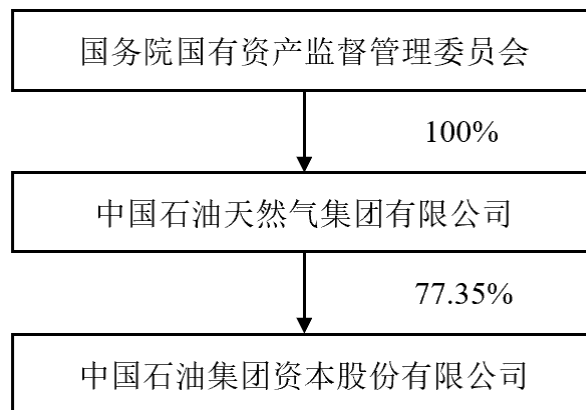 国务院国有资产监督管理委员会
100%
中国石油天然气集团有限公司
77.35%
中国石油集团资本股份有限公司